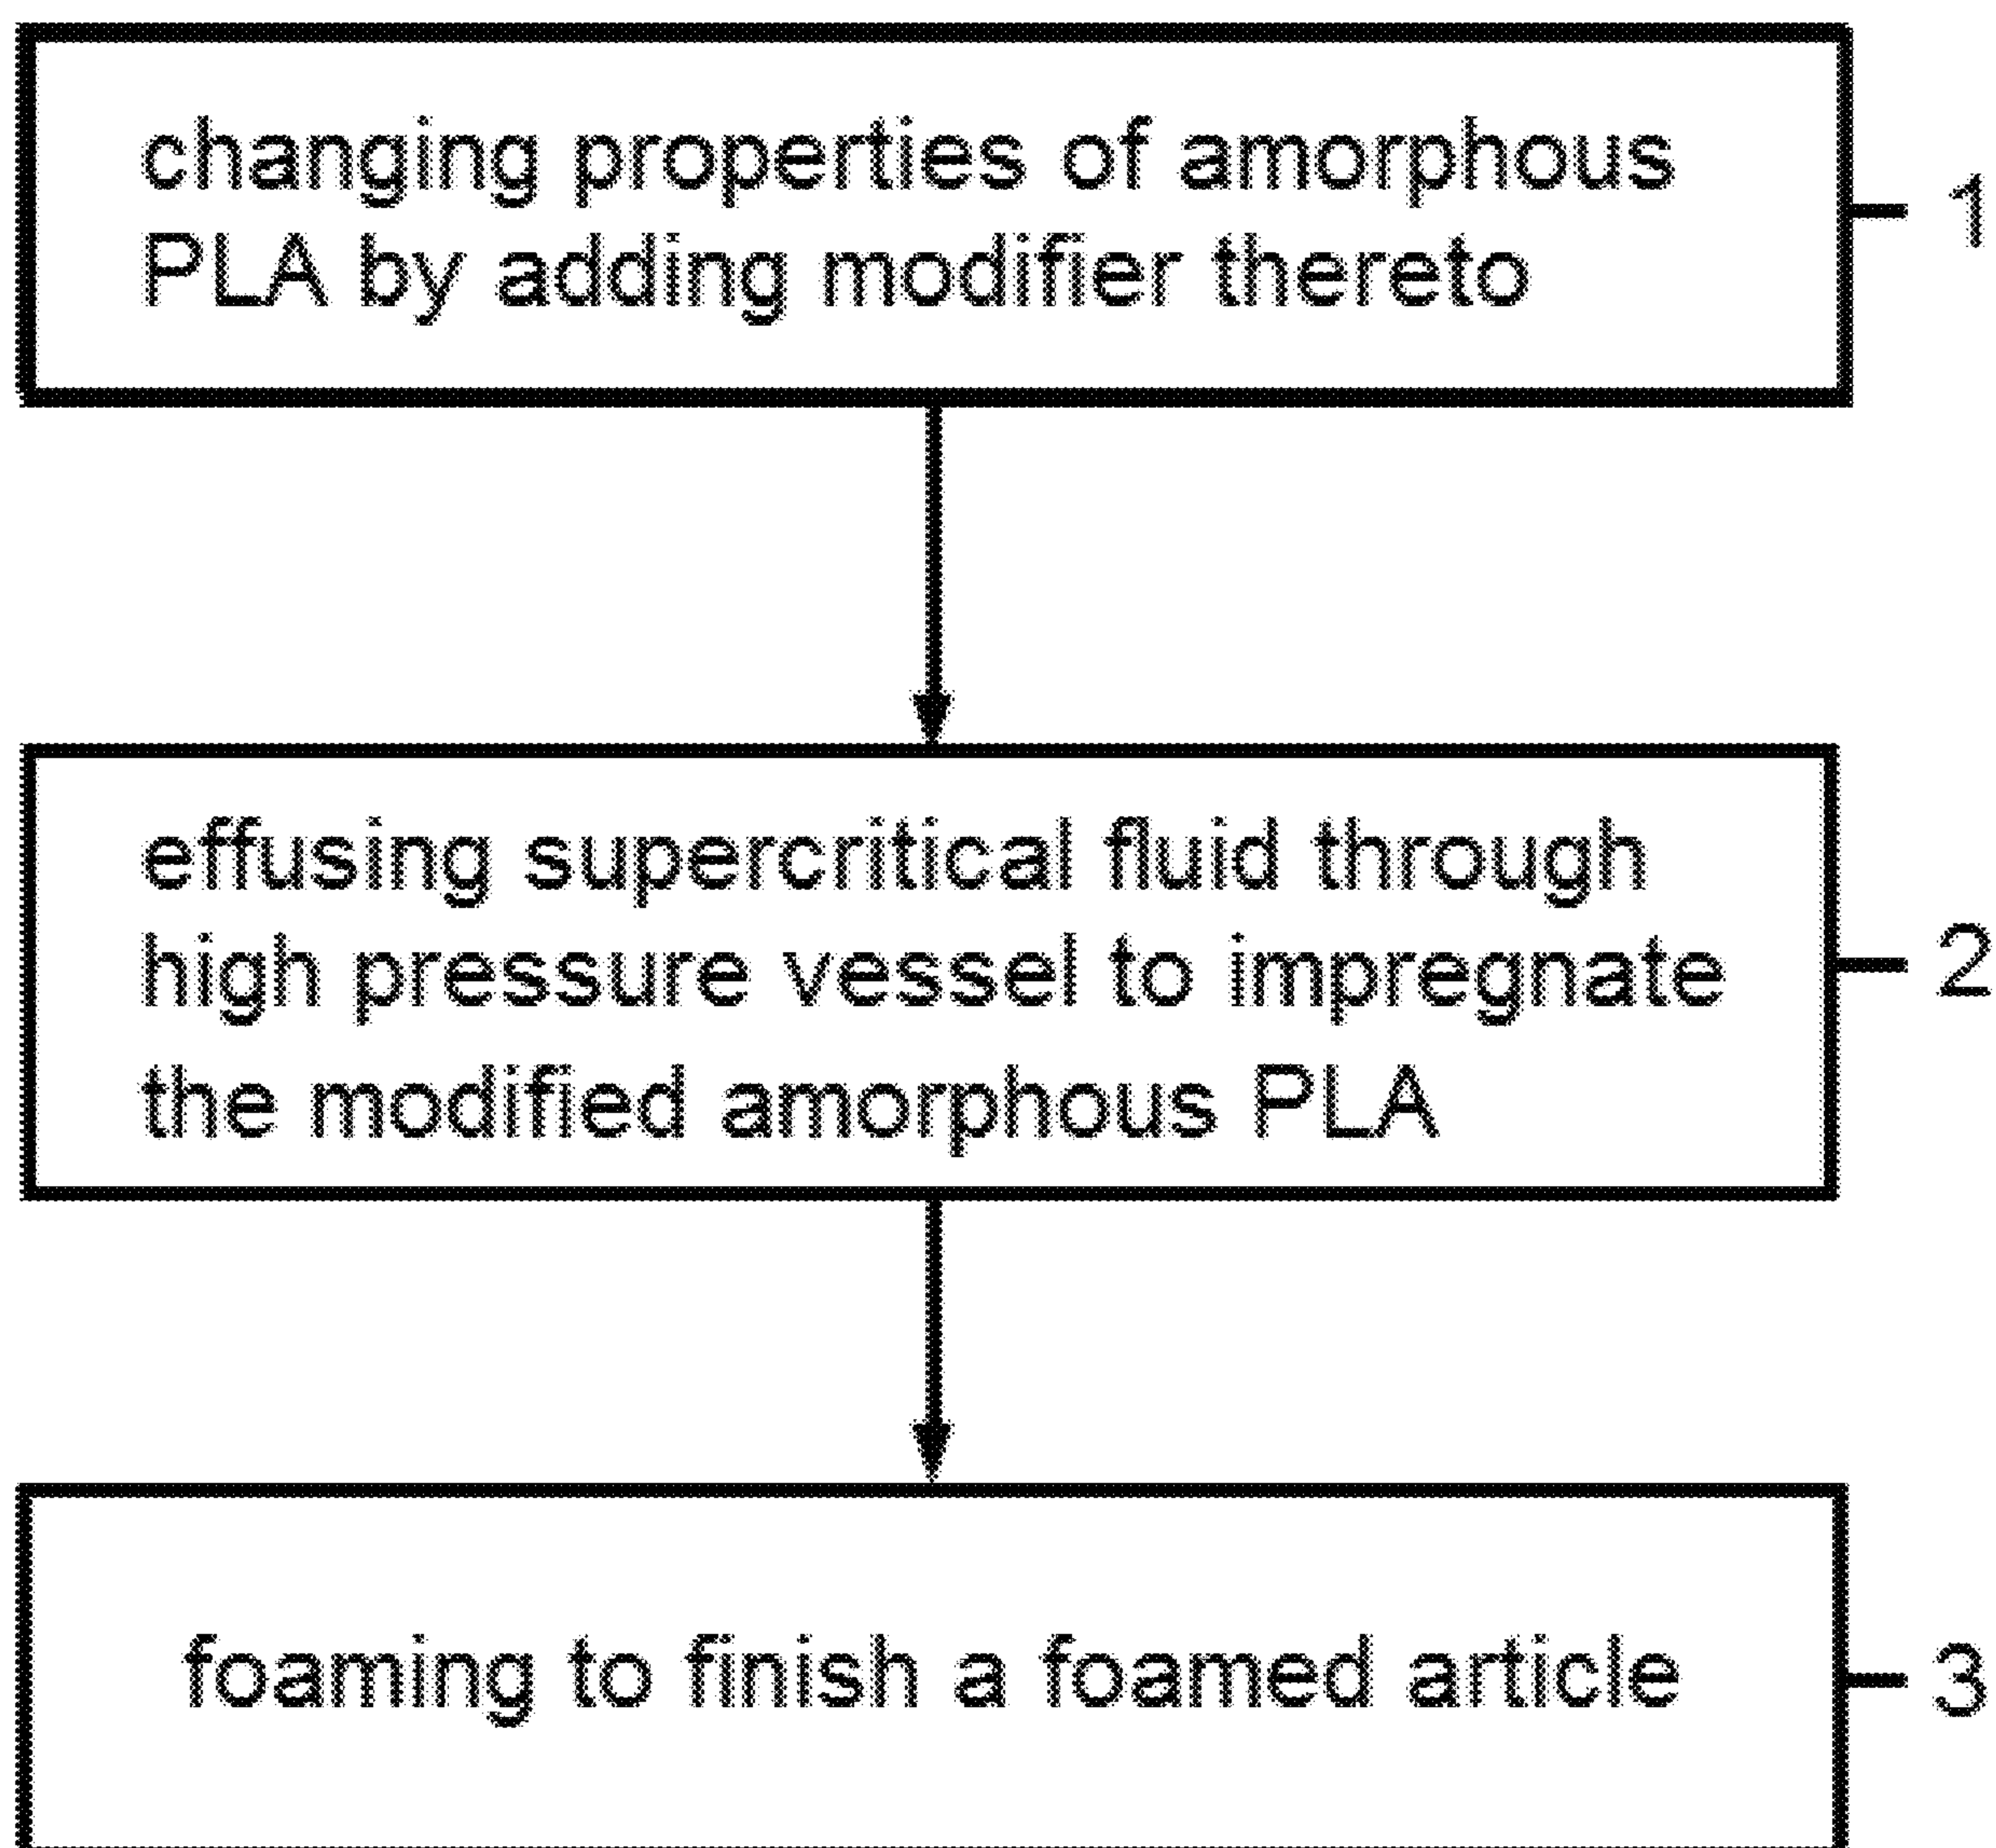 changing properties of amorphous
PLA by adding modifier thereto
1
effusing supercritical fluid through
high pressure vessel to impregnate
the modified amorphous PLA
2
foaming to finish a foamed article
3